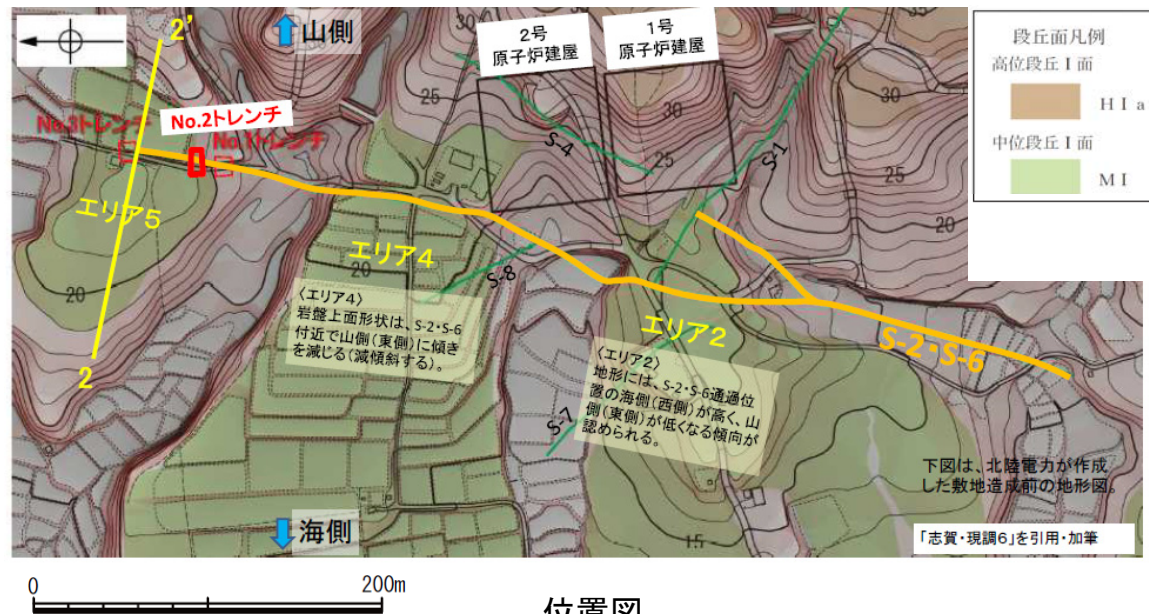 2'
山側
30
30
2号
原子炉建屋
1号
原子炉建屋
段丘面凡例
高位段丘Ⅰ面
HⅠa
中位段丘Ⅰ面
MⅠ
25
30
30
25
25
25
20
No.3トレンチ
No.2トレンチ
No.1トレンチ
S-4
S-1
エリア5
エリア4
20
20
S-8
〈エリア4〉
岩盤上面形状は、S-2・S-6
付近で山側(東側)に傾き
を減じる(減傾斜する)。
エリア2
S-2・S-6
〈エリア2〉
地形には、S-2・S-6通過位
置の海側(西側)が高く、山
側(東側)が低くなる傾向が
認められる。
S-7
2
下図は、北陸電力が作成
した敷地造成前の地形図。
海側
15
「志賀・現調6」を引用・加筆
0
200m
位置図